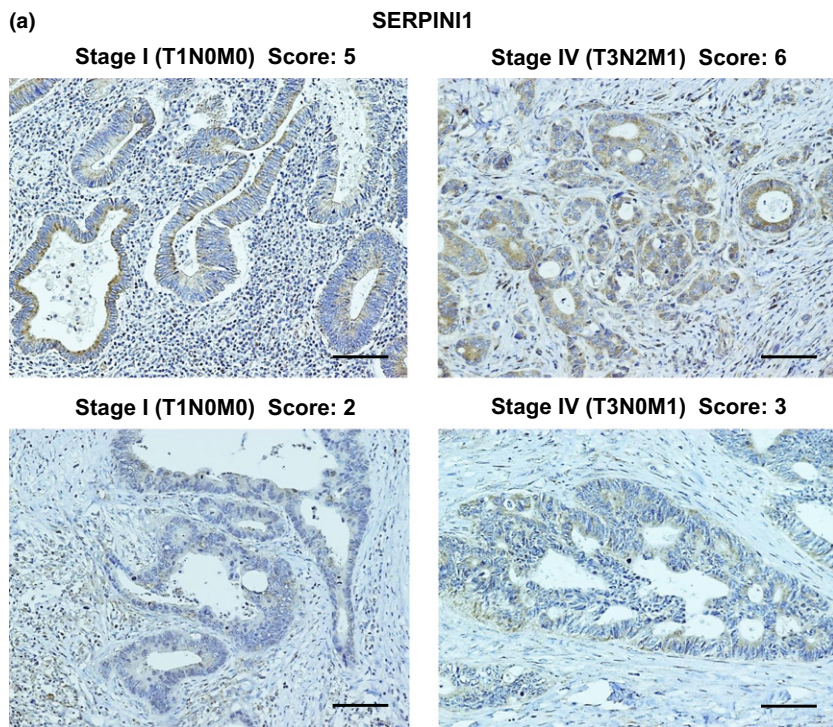 (a) SERPINI1
Stage I (T1N0M0) Score: 5
Stage IV (T3N2M1) Score: 6
Stage I (T1N0M0) Score: 2
Stage IV (T3N0M1) Score: 3